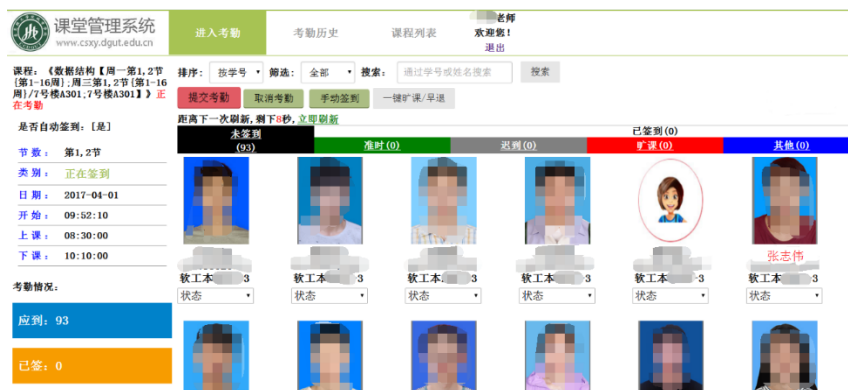 课堂管理系统
www.csxy.dgut.edu.cn
进入考勤
考勤历史
课程列表
老师
欢迎您!
退出
课程: 《数据结构【周一第1,2节
{第1-16周};周三第1,2节{第1-16
周}/7号楼A301;7号楼A301】》正
在考勤
是否自动签到: [是]
节 数: 第1,2节
类 别: 正在签到
日 期: 2017-04-01
开 始: 09:52:10
上 课: 08:30:00
下 课: 10:10:00
考勤情况:
应到: 93
已签: 0
排序: 按学号 筛选: 全部 搜索: 通过学号或姓名搜索 搜索
提交考勤 取消考勤 手动签到 一键旷课/早退
距离下一次刷新,剩下8秒,立即刷新
未签到
(93)
已签到(0)
准时(0) 迟到(0) 旷课(0) 其他(0)
张志伟
软工本 3 软工本 3 软工本 3 软工本 3 软工本 -3 软工本 -3
状态 状态 状态 状态 状态 状态